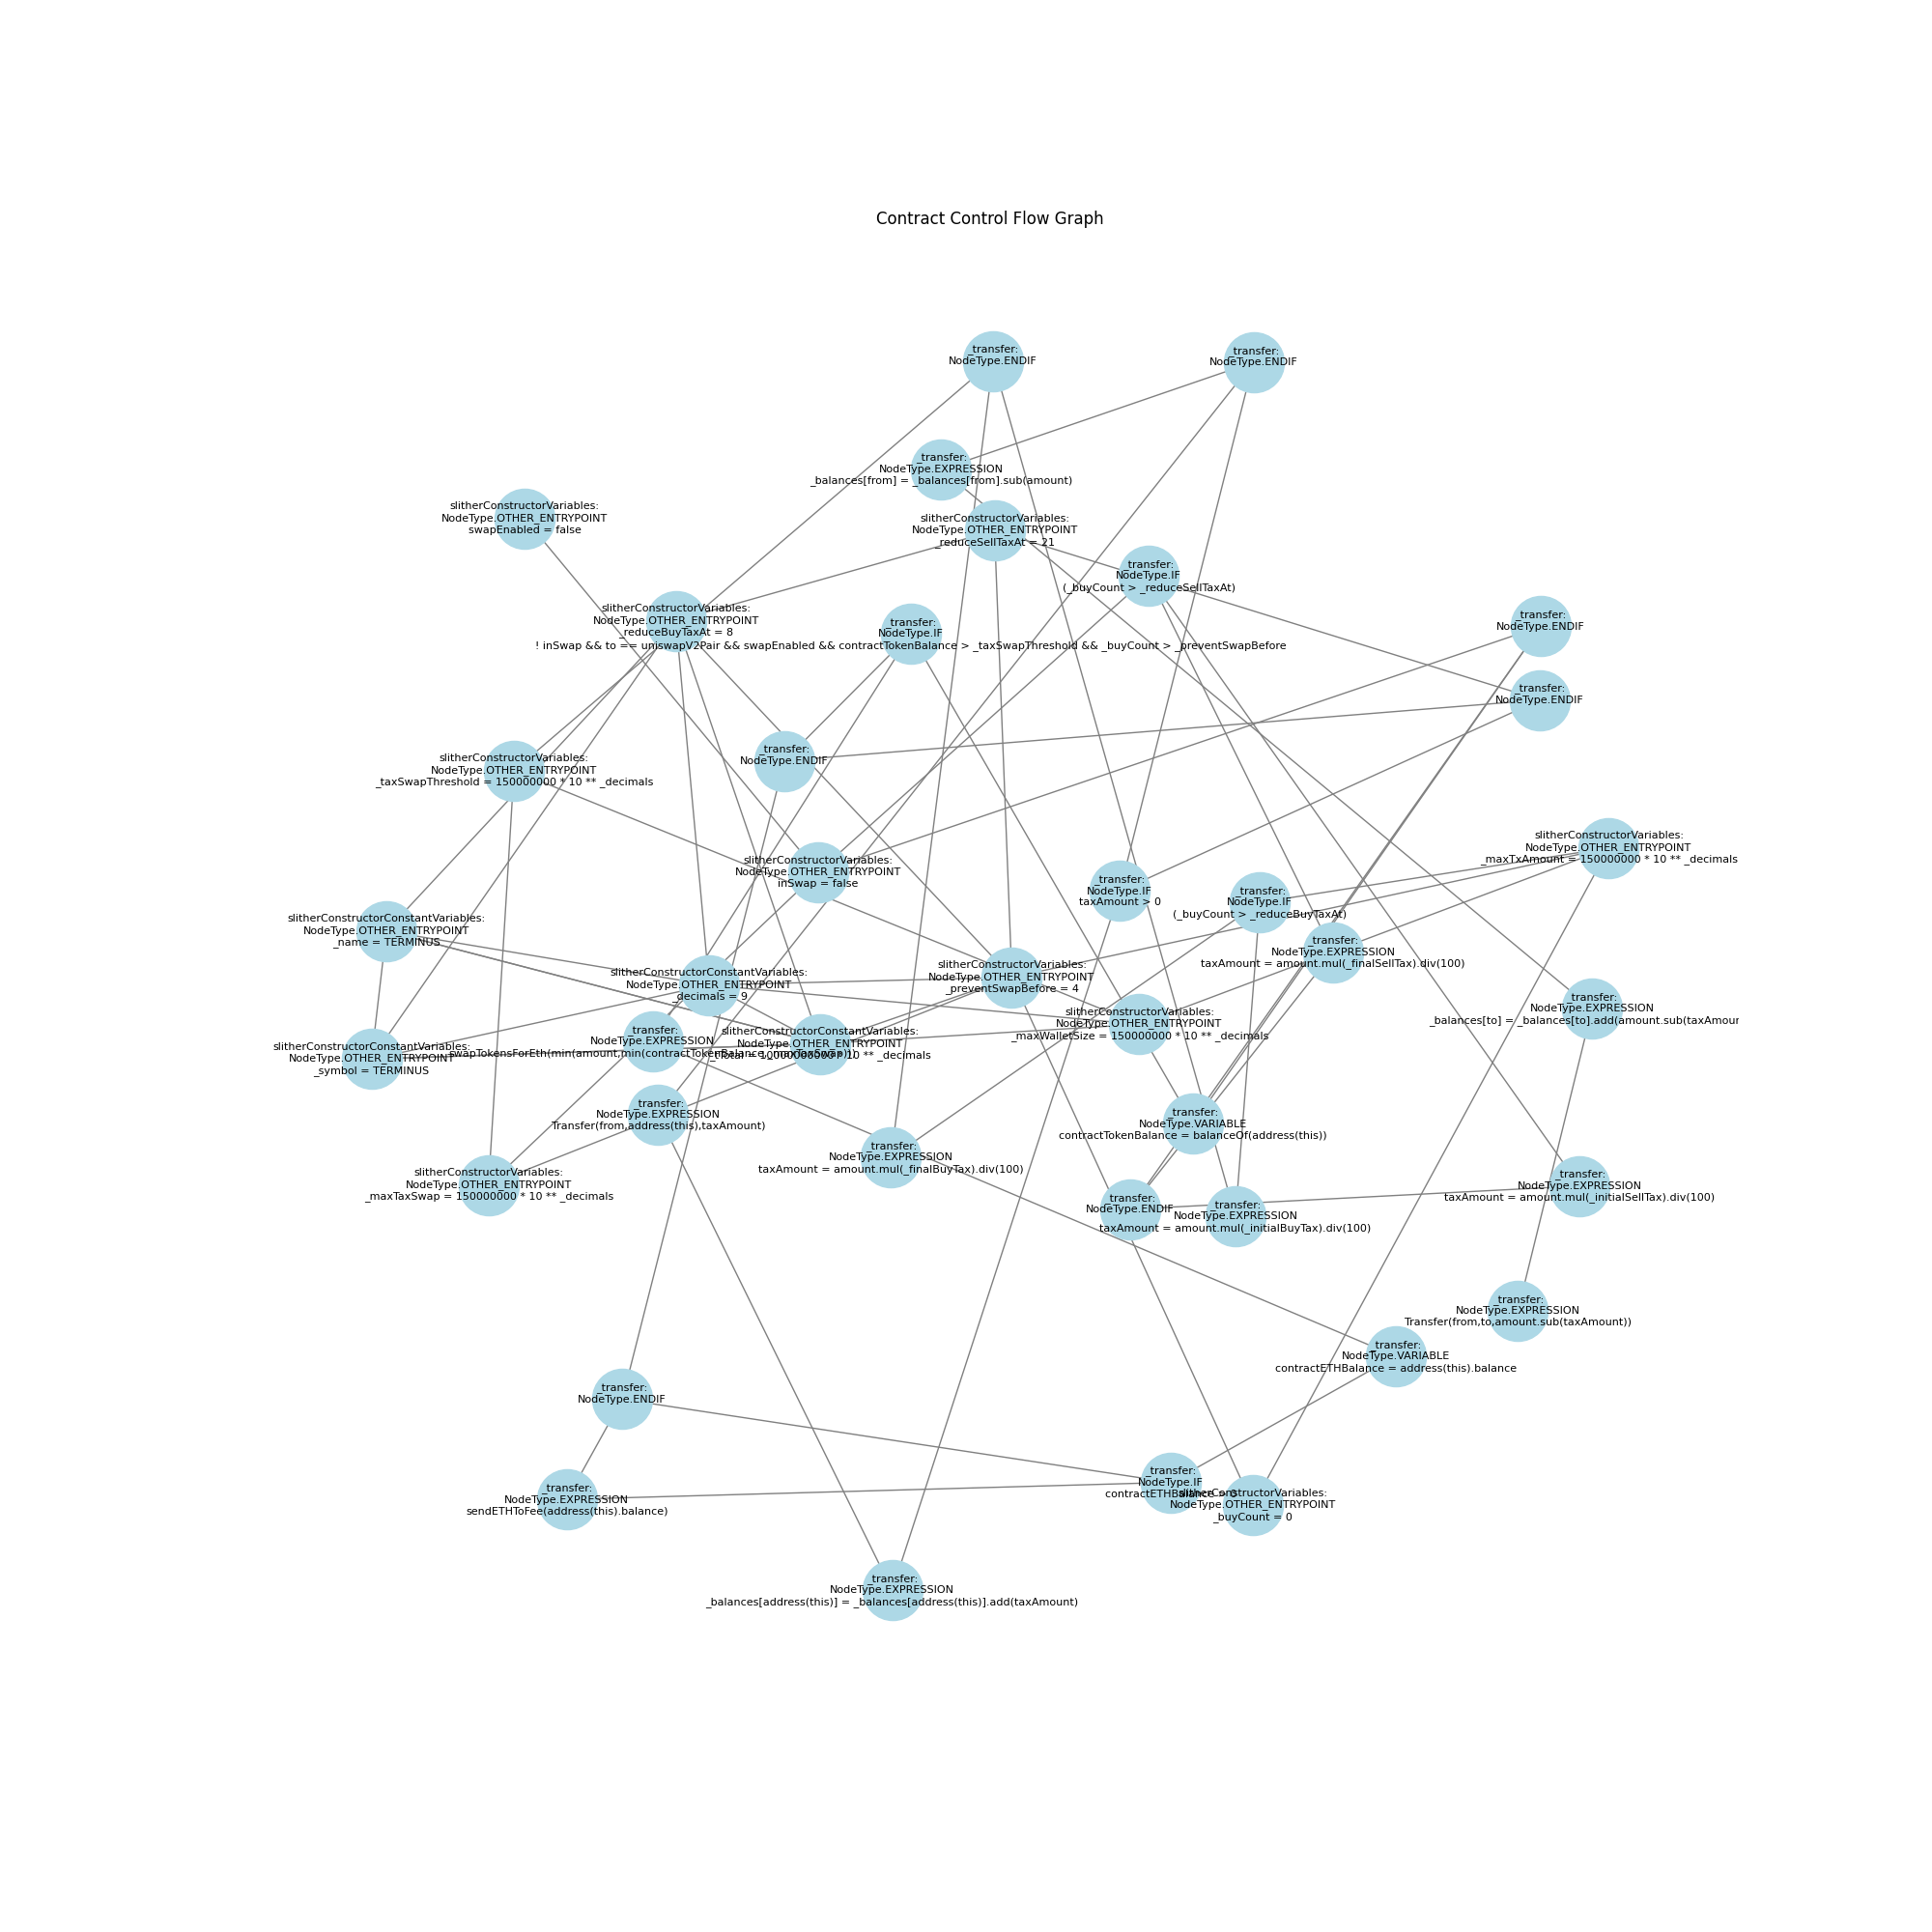 Contract Control Flow Graph
_transfer:
NodeType.ENDIF
_transfer:
NodeType.ENDIF
_transfer:
NodeType.EXPRESSION
_balances[from] = _balances[from].sub(amount)
slitherConstructorVariables:
NodeType.OTHER_ENTRYPOINT
swapEnabled = false
slitherConstructorVariables:
NodeType.OTHER_ENTRYPOINT
_reduceSellTaxAt = 21
_transfer:
NodeType.IF
(_buyCount > _reduceSellTaxAt)
slitherConstructorVariables:
NodeType.OTHER_ENTRYPOINT
_reduceBuyTaxAt = 8
_transfer:
NodeType.IF
! inSwap && to == uniswapV2Pair && swapEnabled && contractTokenBalance > _taxSwapThreshold && _buyCount > _preventSwapBefore
_transfer:
NodeType.ENDIF
_transfer:
NodeType.ENDIF
_transfer:
NodeType.ENDIF
slitherConstructorVariables:
NodeType.OTHER_ENTRYPOINT
_taxSwapThreshold = 150000000 * 10 ** _decimals
slitherConstructorVariables:
NodeType.OTHER_ENTRYPOINT
_maxTxAmount = 150000000 * 10 ** _decimals
slitherConstructorVariables:
NodeType.OTHER_ENTRYPOINT
inSwap = false
_transfer:
NodeType.IF
taxAmount > 0
_transfer:
NodeType.IF
(_buyCount > _reduceBuyTaxAt)
slitherConstructorConstantVariables:
NodeType.OTHER_ENTRYPOINT
_name = TERMINUS
_transfer:
NodeType.EXPRESSION
taxAmount = amount.mul(_finalSellTax).div(100)
slitherConstructorConstantVariables:
NodeType.OTHER_ENTRYPOINT
_decimals = 9
slitherConstructorVariables:
NodeType.OTHER_ENTRYPOINT
_preventSwapBefore = 4
_transfer:
NodeType.EXPRESSION
_balances[to] = _balances[to].add(amount.sub(taxAmour
slitherConstructorVariables:
NodeType.OTHER_ENTRYPOINT
_maxWalletSize = 150000000 * 10 ** _decimals
slitherConstructorConstantVariables:
NodeType.OTHER_ENTRYPOINT
_symbol = TERMINUS
_transfer:
NodeType.EXPRESSION
swapTokensForEth(min(amount,min(contractTokenBalance,
slitherConstructorConstantVariables:
NodeType.OTHER_ENTRYPOINT
10 ** _decimals
_transfer:
NodeType.EXPRESSION
Transfer(from,address(this),taxAmount)
_transfer:
NodeType.VARIABLE
contractTokenBalance = balanceOf(address(this))
_transfer:
NodeType.EXPRESSION
taxAmount = amount.mul(_finalBuyTax).div(100)
slitherConstructorVariables:
NodeType.OTHER_ENTRYPOINT
_maxTaxSwap = 150000000 * 10 ** _decimals
_transfer:
NodeType.EXPRESSION
taxAmount = amount.mul(_initialSellTax).div(100)
_transfer:
NodeType.ENDIF
_transfer:
NodeType.EXPRESSION
taxAmount = amount.mul(_initialBuyTax).div(100)
_transfer:
NodeType.EXPRESSION
Transfer(from,to,amount.sub(taxAmount))
_transfer:
NodeType.VARIABLE
contractETHBalance = address(this).balance
_transfer:
NodeType.ENDIF
_transfer:
NodeType.EXPRESSION
sendETHToFee(address(this).balance)
_transfer:
NodeType.IF
slitherConstructorVariables:
NodeType.OTHER_ENTRYPOINT
_buyCount = 0
_transfer:
NodeType.EXPRESSION
_balances[address(this)] = _balances[address(this)].add(taxAmount)